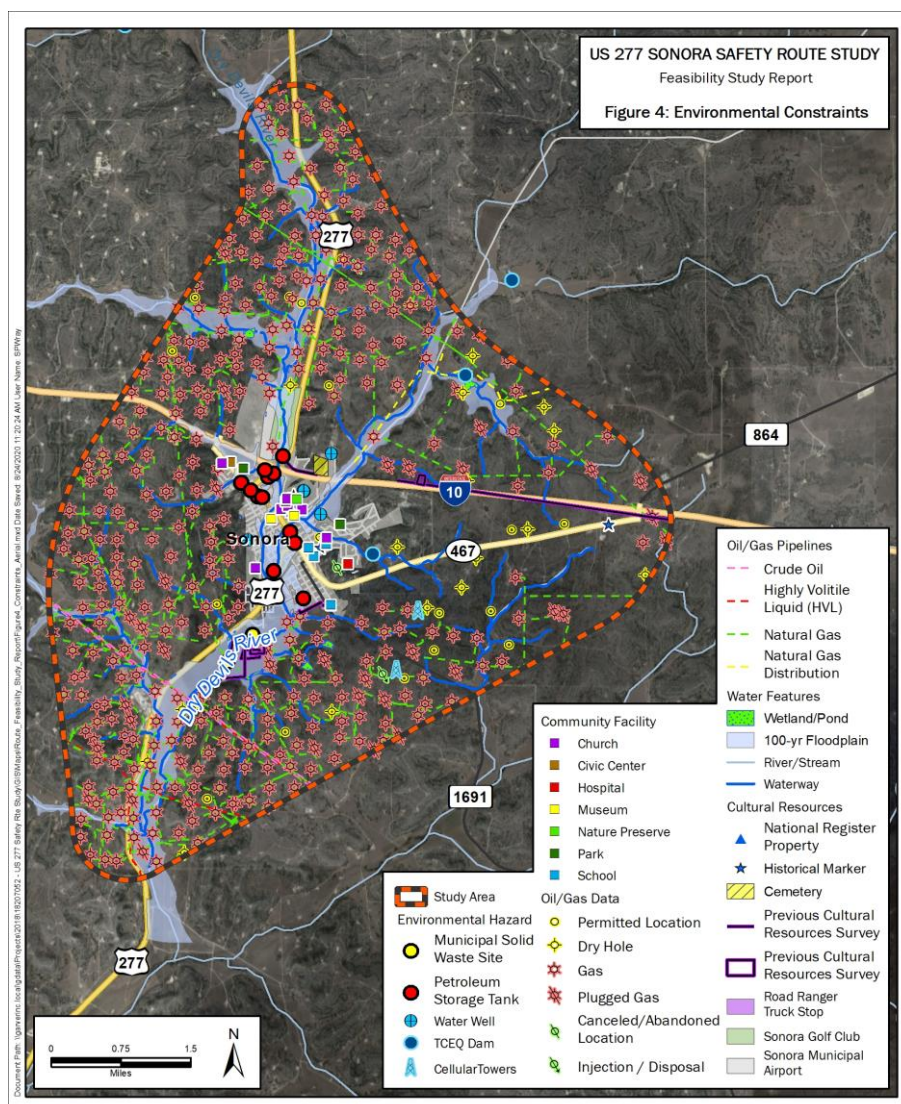 US 277 SONORA SAFETY ROUTE STUDY
Feasibility Study Report
Figure 4: Environmental Constraints
Dry Devils River
277
864
10
467
Sonora
277
Dry Devils River
1691
277
Oil/Gas Pipelines
Crude Oil
Highly Volitile
Liquid (HVL)
Natural Gas
Natural Gas
Distribution
Water Features
Wetland/Pond
100-yr Floodplain
River/Stream
Waterway
Cultural Resources
National Register
Property
Historical Marker
Cemetery
Previous Cultural
Resources Survey
Previous Cultural
Resources Survey
Road Ranger
Truck Stop
Sonora Golf Club
Sonora Municipal
Airport
Community Facility
Church
Civic Center
Hospital
Museum
Nature Preserve
Park
School
Oil/Gas Data
Permitted Location
Dry Hole
Gas
Plugged Gas
Canceled/Abandoned
Location
Injection / Disposal
Study Area
Environmental Hazard
Municipal Solid
Waste Site
Petroleum
Storage Tank
Water Well
TCEQ Dam
CellularTowers
0 0.75 1.5
Miles
N